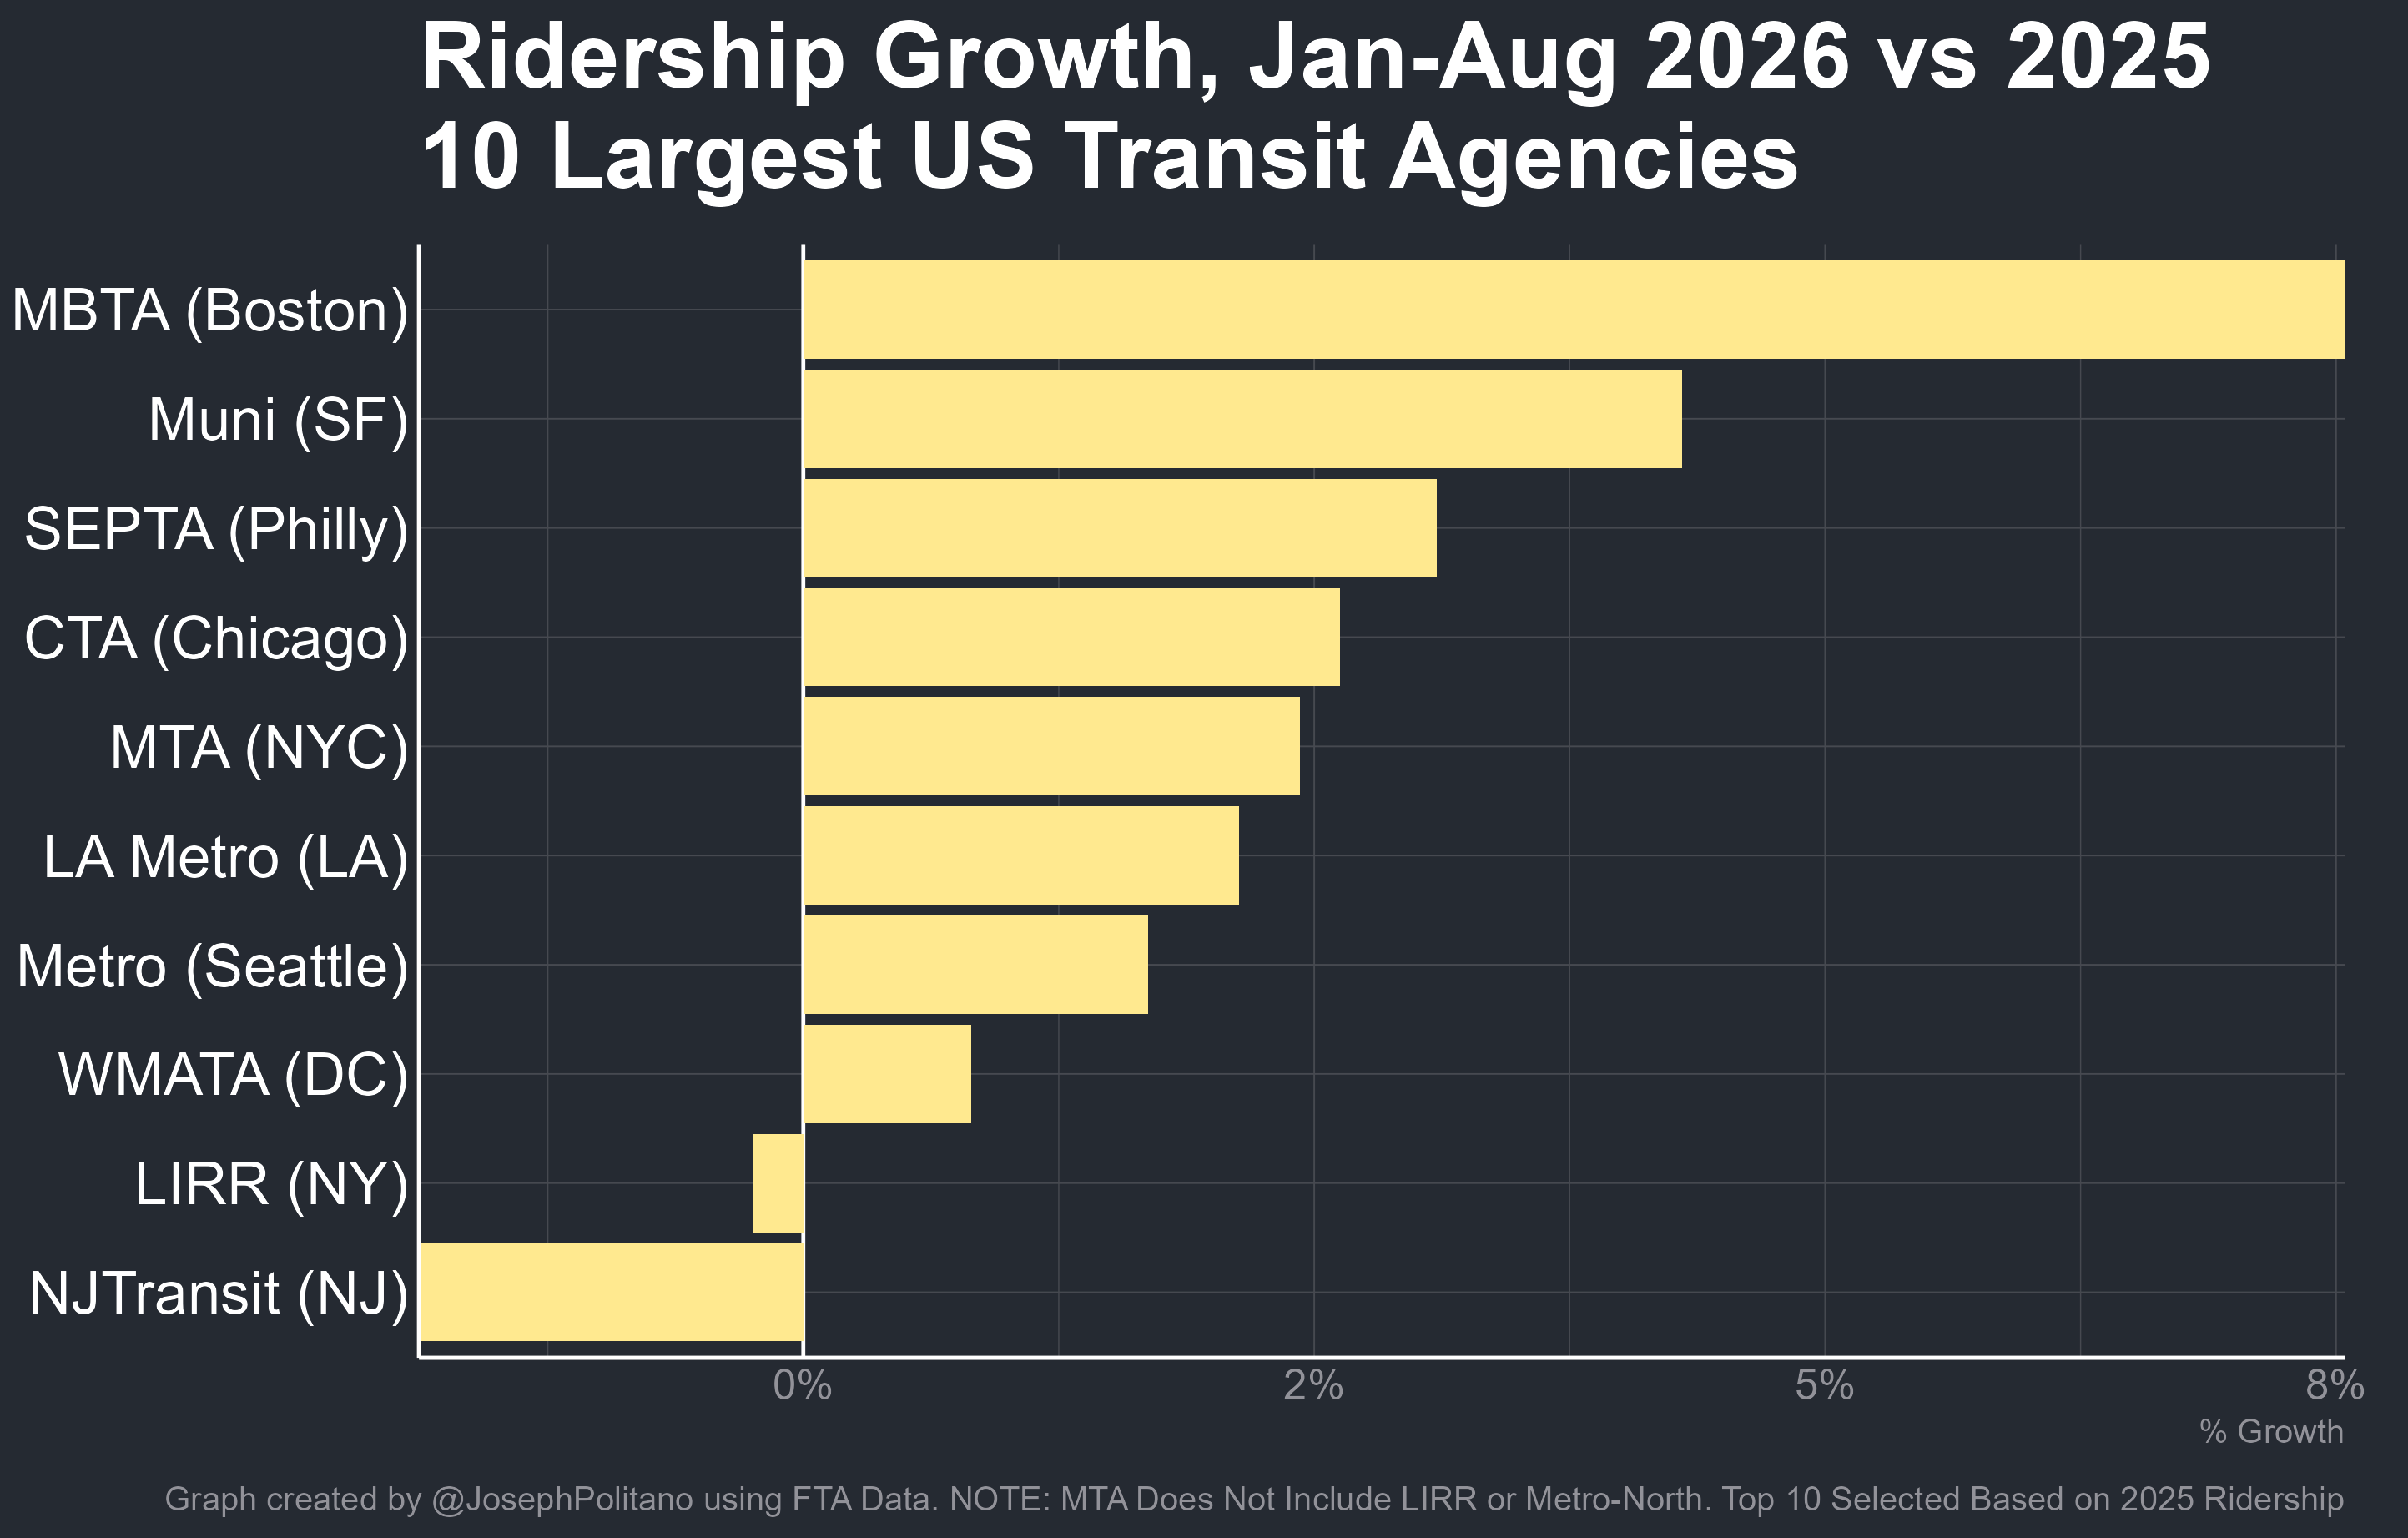 Ridership Growth, Jan-Aug 2026 vs 2025
10 Largest US Transit Agencies
MBTA (Boston)
Muni (SF)
SEPTA (Philly)
CTA (Chicago)
MTA (NYC)
LA Metro (LA)
Metro (Seattle)
WMATA (DC)
LIRR (NY)
NJTransit (NJ)
0% 2% 5% 8%
% Growth
Graph created by @JosephPolitano using FTA Data. NOTE: MTA Does Not Include LIRR or Metro-North. Top 10 Selected Based on 2025 Ridership